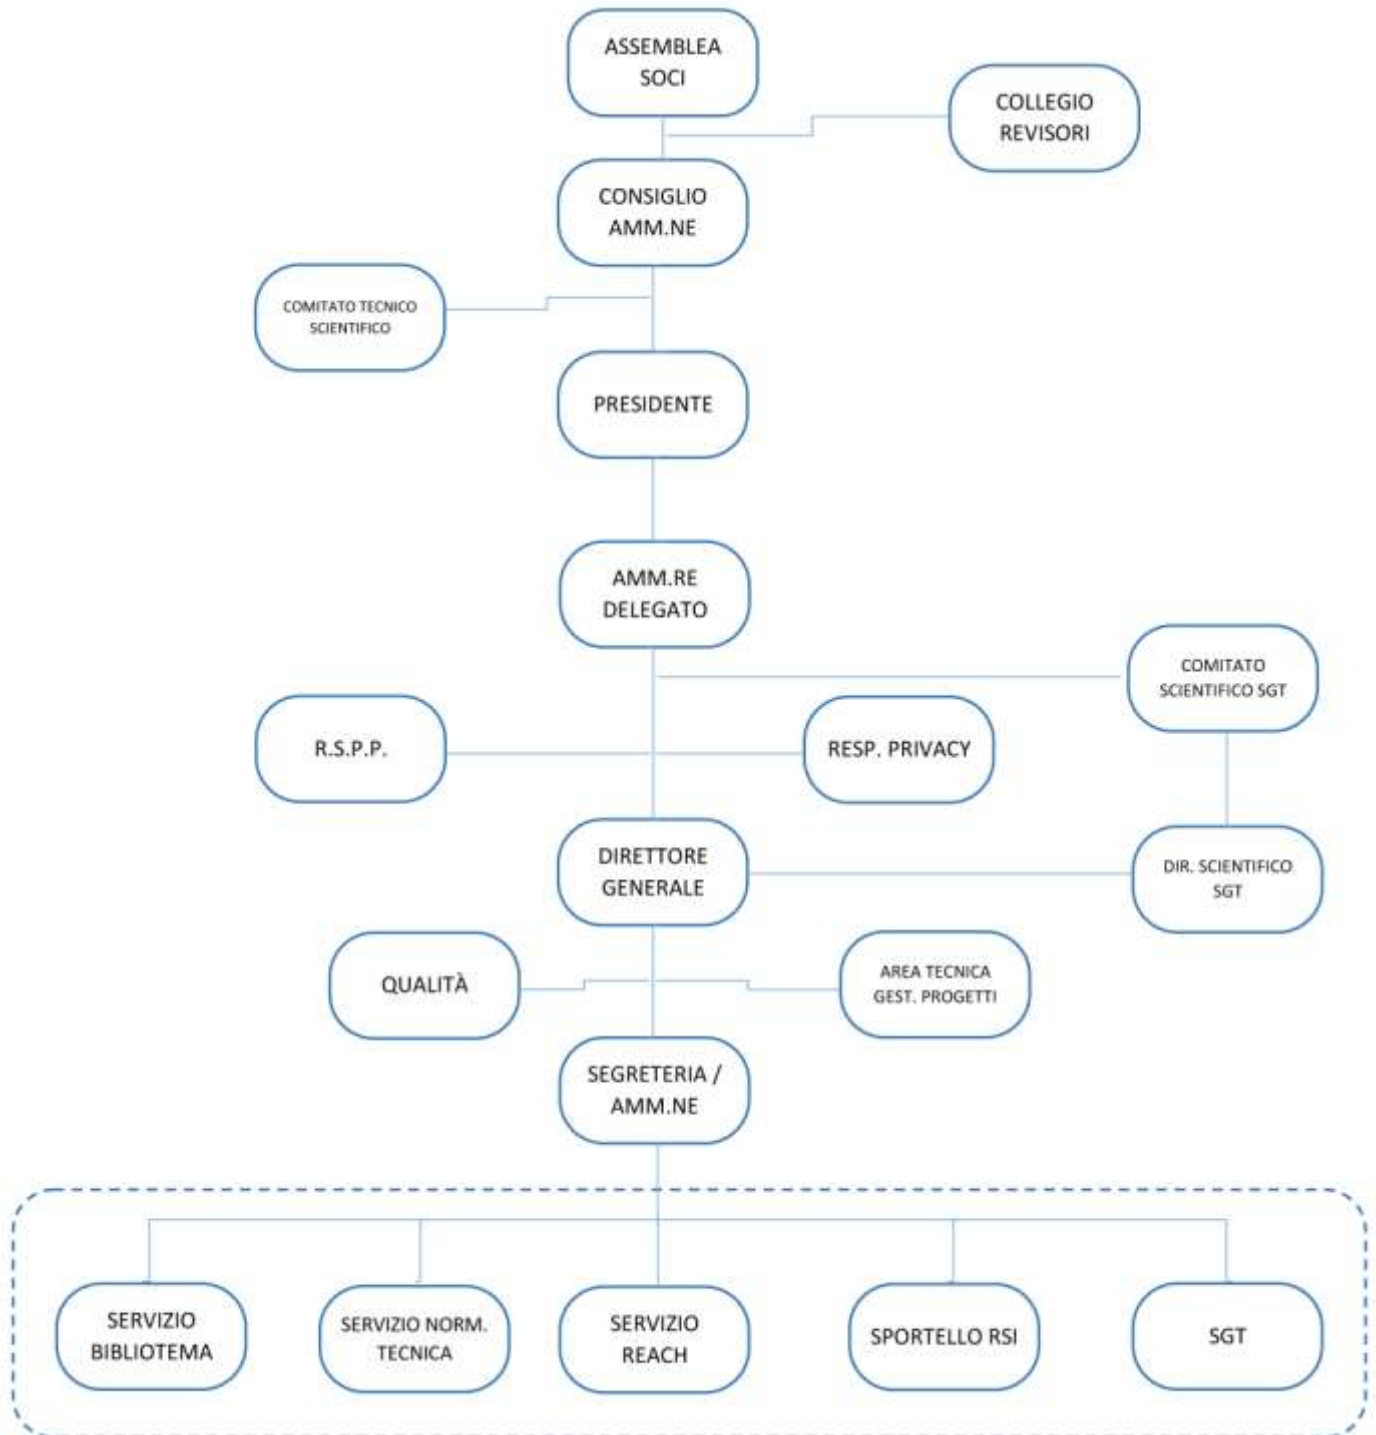 ASSEMBLEA
SOCI
COLLEGIO
REVISORI
CONSIGLIO
AMM.NE
COMITATO TECNICO
SCIENTIFICO
PRESIDENTE
AMM.RE
DELEGATO
COMITATO
SCIENTIFICO SGT
R.S.P.P.
RESP. PRIVACY
DIRETTORE
GENERALE
DIR. SCIENTIFICO
SGT
QUALITÀ
AREA TECNICA
GEST. PROGETTI
SEGRETERIA /
AMM.NE
SERVIZIO
BIBLIOTEMA
SERVIZIO NORM.
TECNICA
SERVIZIO
REACH
SPORTELLO RSI
SGT